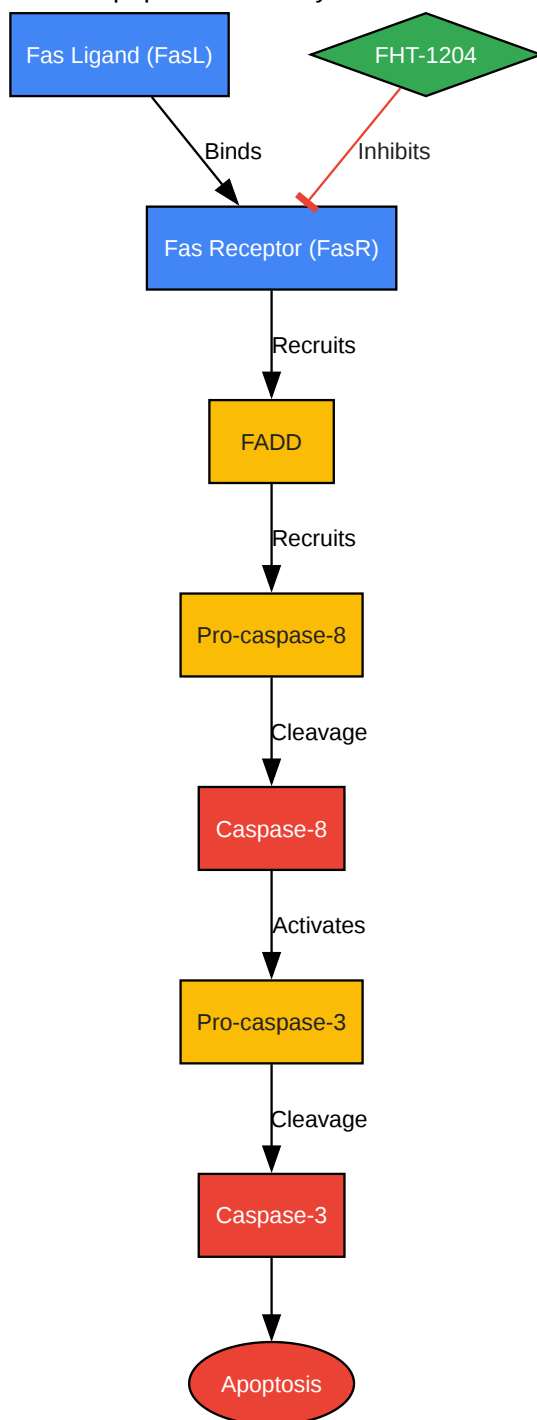 Fas Ligand (FasL)
FHT-1204
Binds
Inhibits
Fas Receptor (FasR)
Recruits
FADD
Recruits
Pro-caspase-8
Cleavage
Caspase-8
Activates
Pro-caspase-3
Cleavage
Caspase-3
Apoptosis